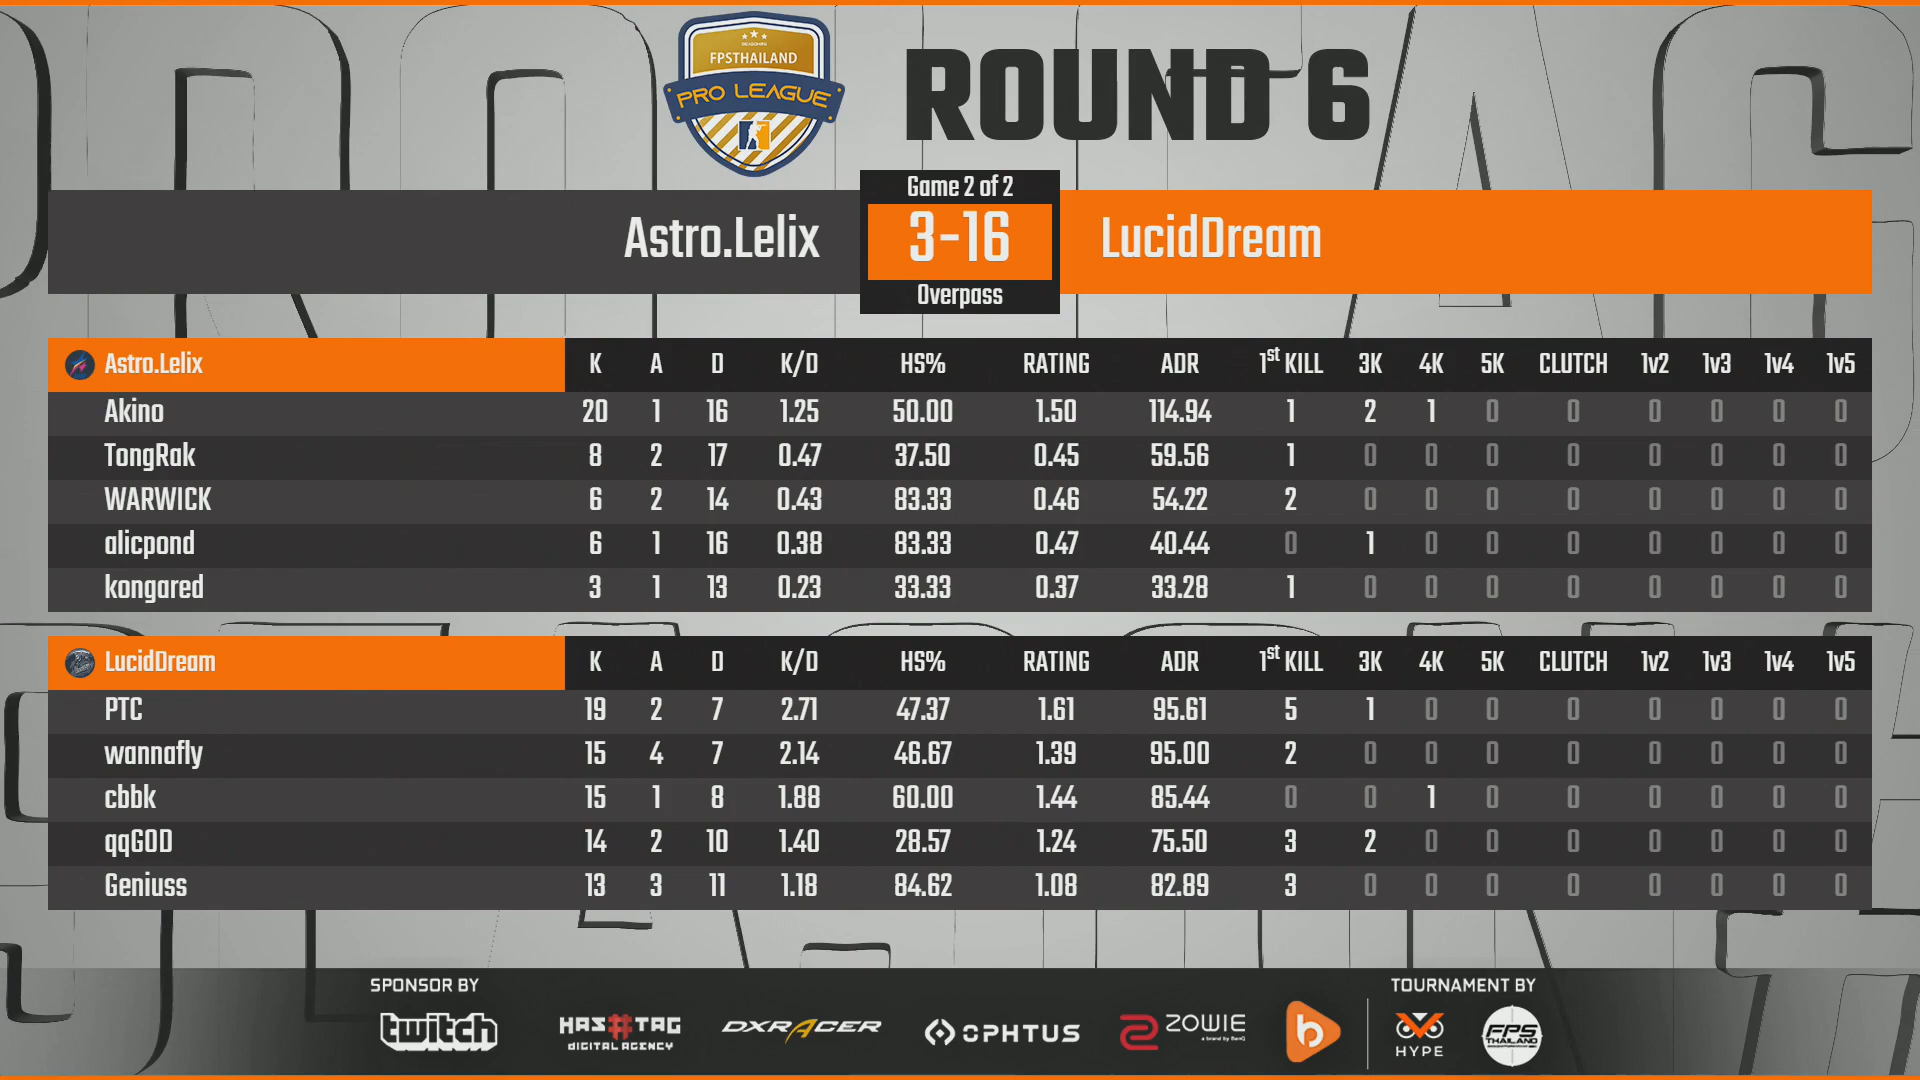 FPSTHAILAND
PRO LEAGUE
ROUND 6
Game 2 of 2
Astro.Lelix 3-16 LucidDream
Overpass
Astro.Lelix K A D K/D HS% RATING ADR 1st KILL 3K 4K 5K CLUTCH 1v2 1v3 1v4 1v5
Akino 20 1 16 1.25 50.00 1.50 114.94 1 2 1 0 0 0 0 0 0
TongRak 8 2 17 0.47 37.50 0.45 59.56 1 0 0 0 0 0 0 0 0
WARWICK 6 2 14 0.43 83.33 0.46 54.22 2 0 0 0 0 0 0 0 0
alicpond 6 1 16 0.38 83.33 0.47 40.44 0 1 0 0 0 0 0 0 0
kongared 3 1 13 0.23 33.33 0.37 33.28 1 0 0 0 0 0 0 0 0
LucidDream K A D K/D HS% RATING ADR 1st KILL 3K 4K 5K CLUTCH 1v2 1v3 1v4 1v5
PTC 19 2 7 2.71 47.37 1.61 95.61 5 1 0 0 0 0 0 0 0
wannafly 15 4 7 2.14 46.67 1.39 95.00 2 0 0 0 0 0 0 0 0
cbbk 15 1 8 1.88 60.00 1.44 85.44 0 0 1 0 0 0 0 0 0
qqGOD 14 2 10 1.40 28.57 1.24 75.50 3 2 0 0 0 0 0 0 0
Geniuss 13 3 11 1.18 84.62 1.08 82.89 3 0 0 0 0 0 0 0 0
SPONSOR BY
TOURNAMENT BY
twitch
HAS#TAG
DIGITAL AGENCY
DXRACER
OPHTUS
ZOWIE
a brand by BenQ
b
HYPE
FPS
THAILAND